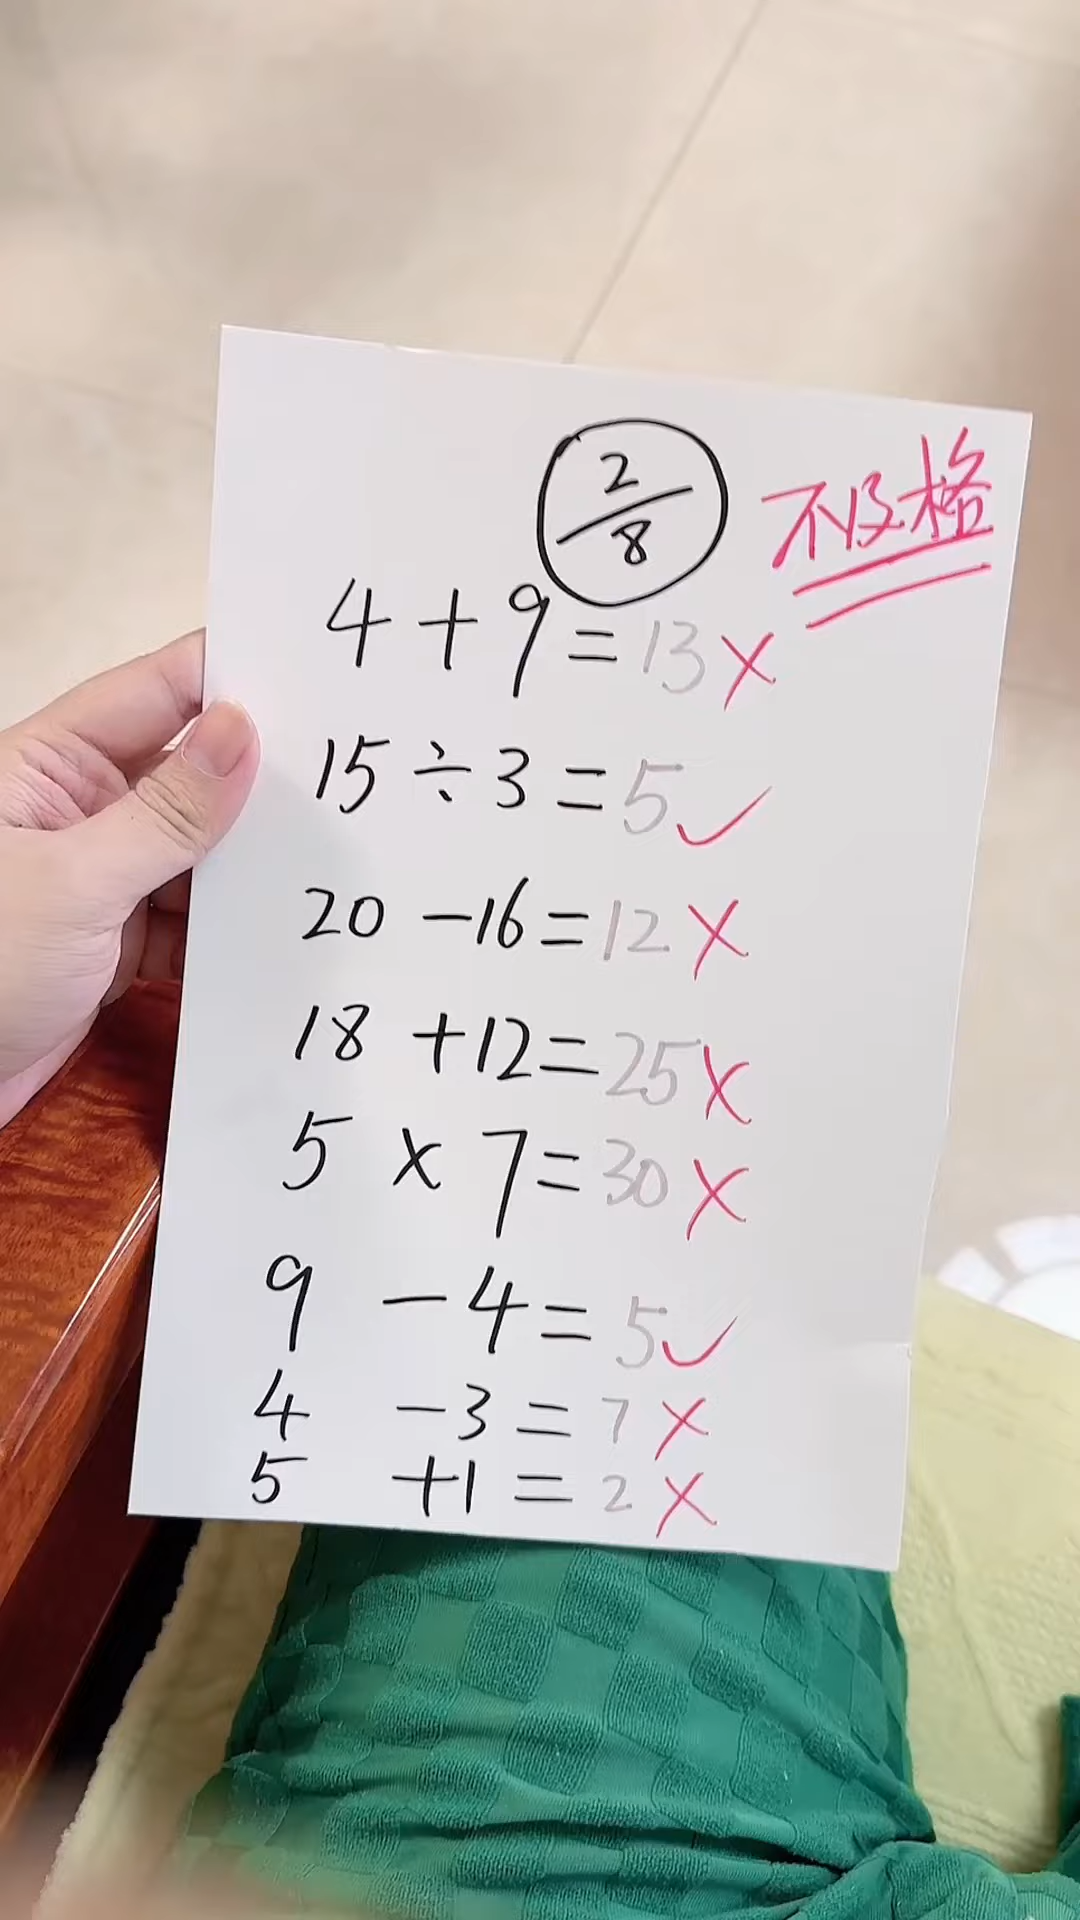 2/8 不及格
4 + 9 = 13 ×
15 ÷ 3 = 5 ✓
20 - 16 = 12 ×
18 + 12 = 25 ×
5 × 7 = 30 ×
9 - 4 = 5 ✓
4 - 3 = 7 ×
5 + 1 = 2 ×